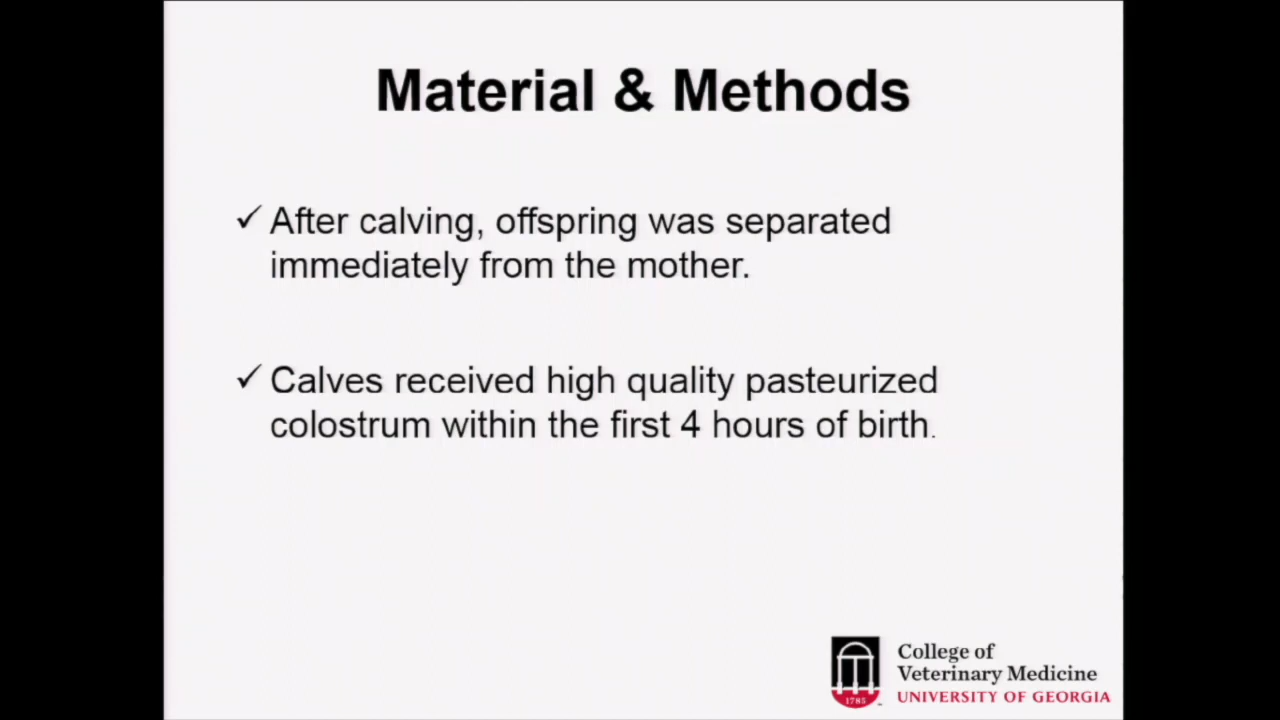 Material & Methods
✓ After calving, offspring was separated
immediately from the mother.
✓ Calves received high quality pasteurized
colostrum within the first 4 hours of birth.
College of
Veterinary Medicine
UNIVERSITY OF GEORGIA
1785